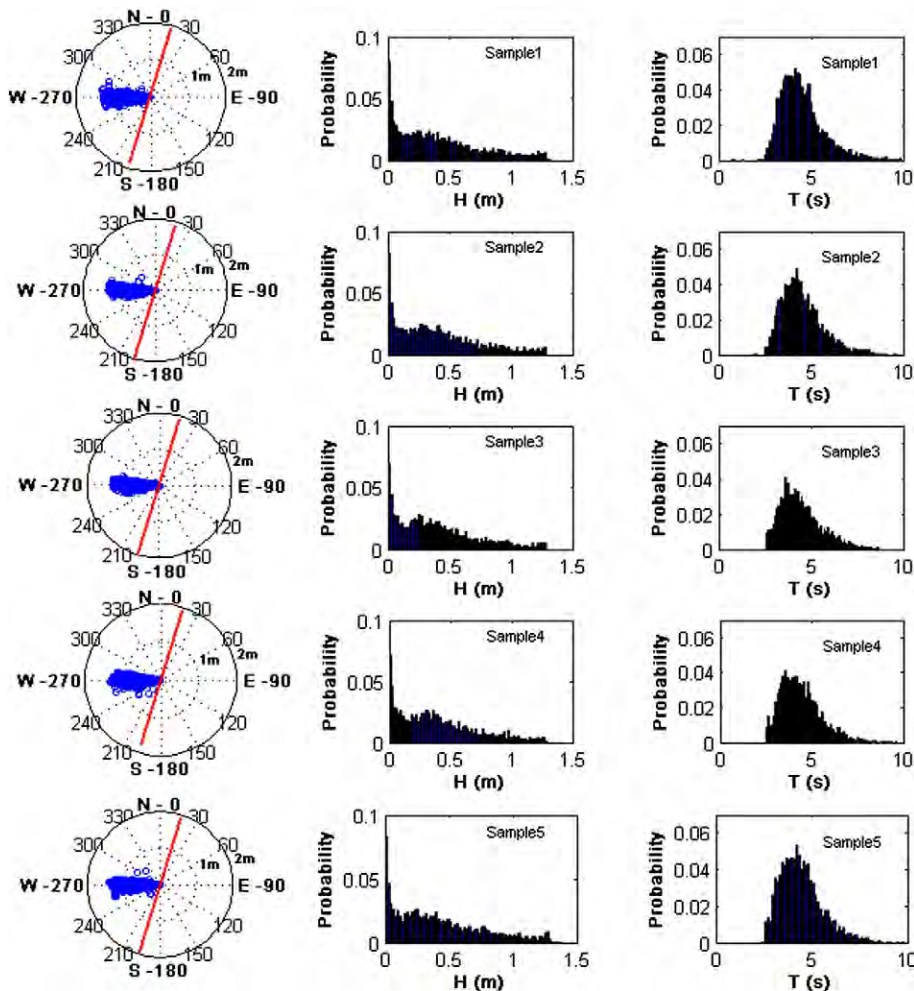 N - 0
330 30
300 60
1m 2m
W -270 E -90
240 120
210 150
S -180
0.1
0.05
0
Probability
Sample1
0 0.5 1 1.5
H (m)
0.06
0.04
0.02
0
Probability
Sample1
0 5 10
T (s)
N - 0
330 30
300 60
1m 2m
W -270 E -90
240 120
210 150
S -180
0.1
0.05
0
Probability
Sample2
0 0.5 1 1.5
H (m)
0.06
0.04
0.02
0
Probability
Sample2
0 5 10
T (s)
N - 0
330 30
300 60
1m 2m
W -270 E -90
240 120
210 150
S -180
0.1
0.05
0
Probability
Sample3
0 0.5 1 1.5
H (m)
0.06
0.04
0.02
0
Probability
Sample3
0 5 10
T (s)
N - 0
330 30
300 60
1m 2m
W -270 E -90
240 120
210 150
S -180
0.1
0.05
0
Probability
Sample4
0 0.5 1 1.5
H (m)
0.06
0.04
0.02
0
Probability
Sample4
0 5 10
T (s)
N - 0
330 30
300 60
1m 2m
W -270 E -90
240 120
210 150
S -180
0.1
0.05
0
Probability
Sample5
0 0.5 1 1.5
H (m)
0.06
0.04
0.02
0
Probability
Sample5
0 5 10
T (s)